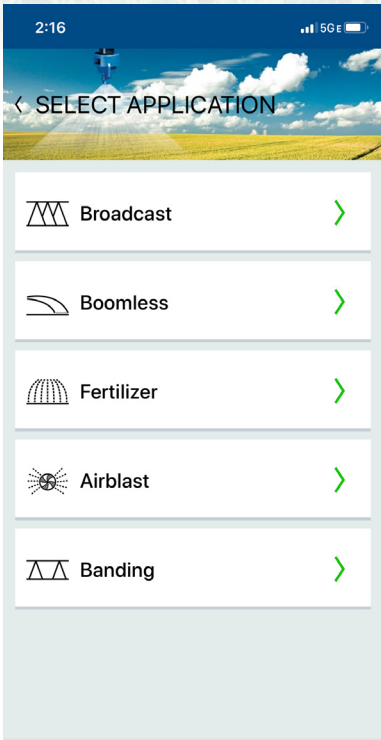 2:16 5G E
SELECT APPLICATION
Broadcast
Boomless
Fertilizer
Airblast
Banding